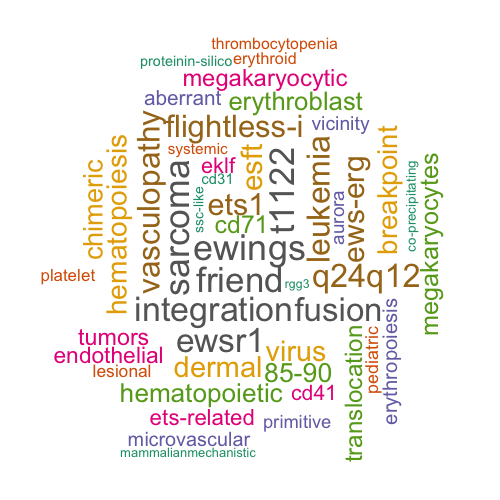 thrombocytopenia
proteinin-silico erythroid
megakaryocytic
aberrant erythroblast
flightless-i vicinity
systemic
eklf esft
cd31
ssc-like
ets1
cd71
t1122
chimeric
hematopoiesis
vasculopathy
sarcoma
leukemia
aurora
ews-erg
breakpoint
co-precipitating
megakaryocytes
ewings
platelet
friend rgg3 q24q12
integration fusion
tumors ewsr1
endothelial
lesional dermal virus
85-90
hematopoietic cd41
translocation
pediatric
erythropoiesis
ets-related primitive
microvascular
mammalianmechanistic